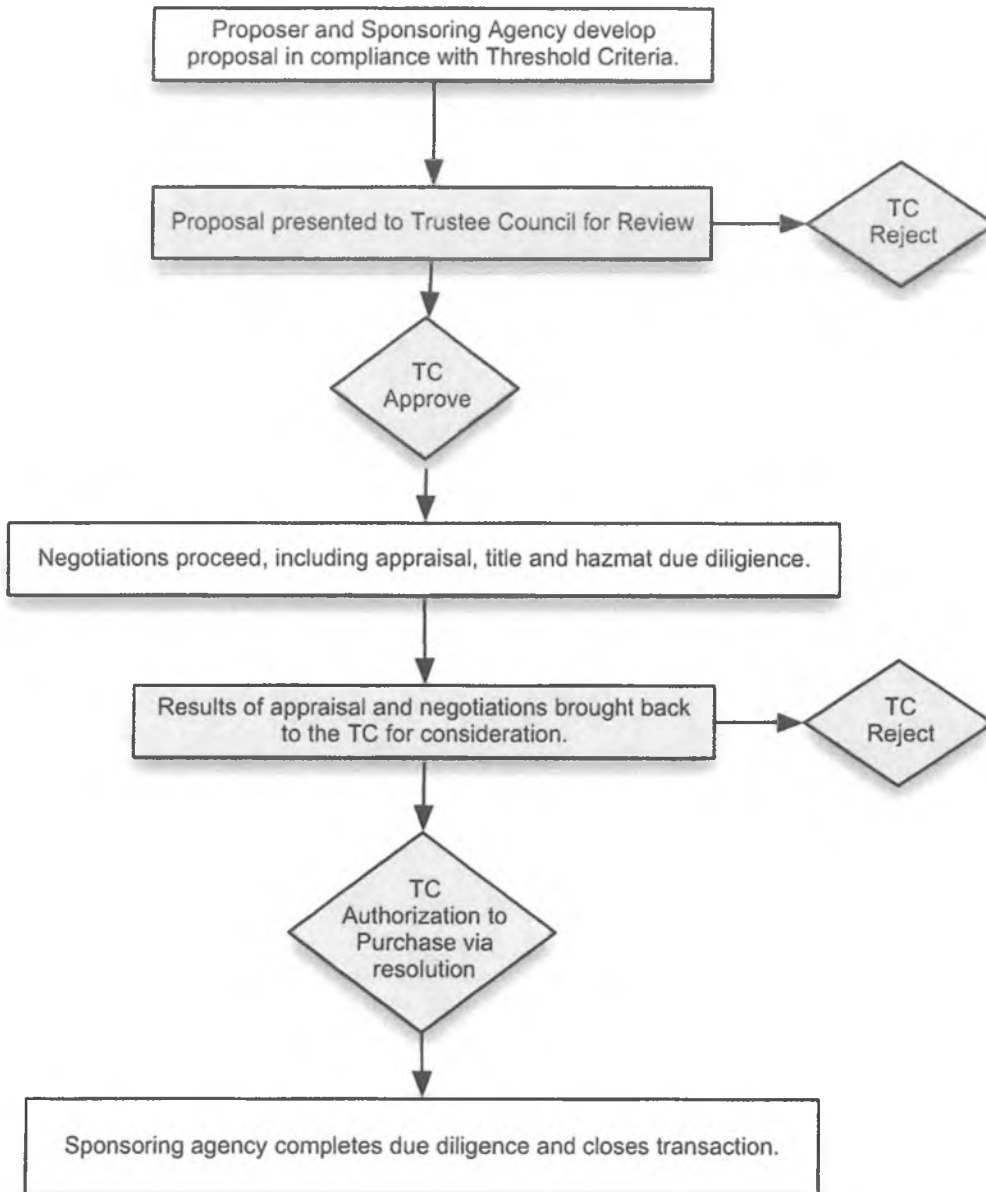 Proposer and Sponsoring Agency develop
proposal in compliance with Threshold Criteria.
Proposal presented to Trustee Council for Review
TC
Reject
TC
Approve
Negotiations proceed, including appraisal, title and hazmat due diligience.
Results of appraisal and negotiations brought back
to the TC for consideration.
TC
Reject
TC
Authorization to
Purchase via
resolution
Sponsoring agency completes due diligence and closes transaction.